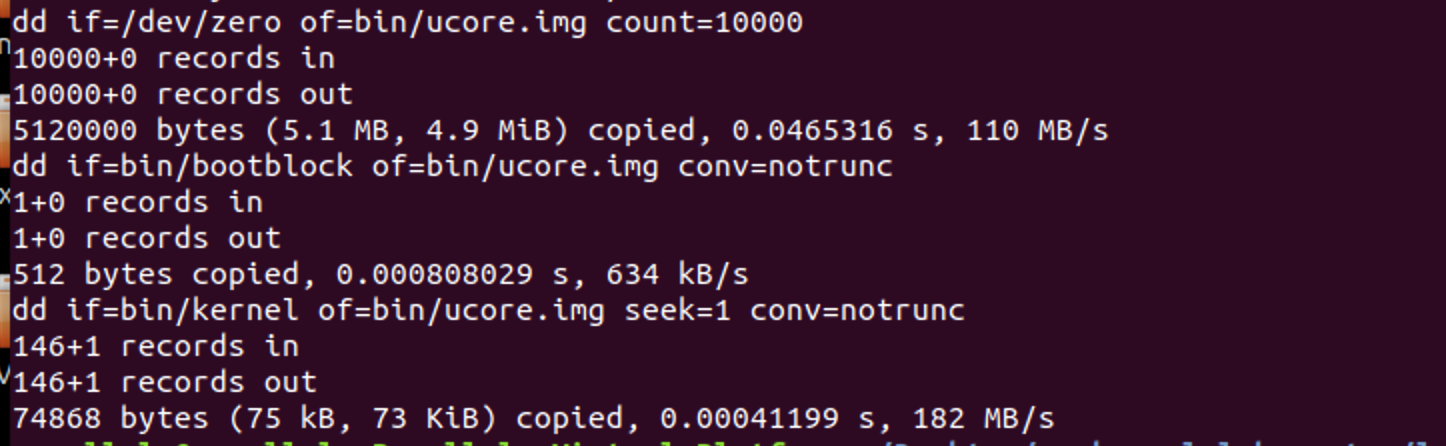 dd if=/dev/zero of=bin/ucore.img count=10000
10000+0 records in
10000+0 records out
5120000 bytes (5.1 MB, 4.9 MiB) copied, 0.0465316 s, 110 MB/s
dd if=bin/bootblock of=bin/ucore.img conv=notrunc
1+0 records in
1+0 records out
512 bytes copied, 0.000808029 s, 634 kB/s
dd if=bin/kernel of=bin/ucore.img seek=1 conv=notrunc
146+1 records in
146+1 records out
74868 bytes (75 kB, 73 KiB) copied, 0.00041199 s, 182 MB/s